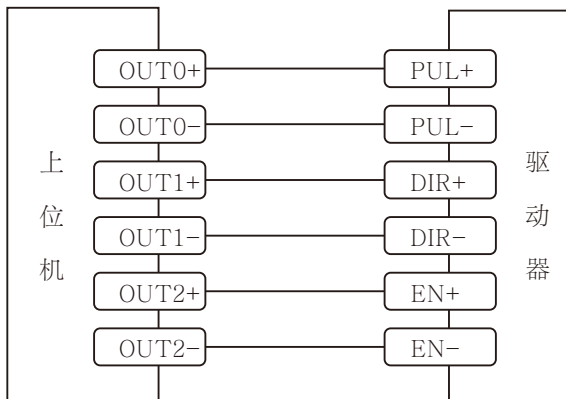 上位机
OUT0+
OUT0-
OUT1+
OUT1-
OUT2+
OUT2-
PUL+
PUL-
DIR+
DIR-
EN+
EN-
驱动器